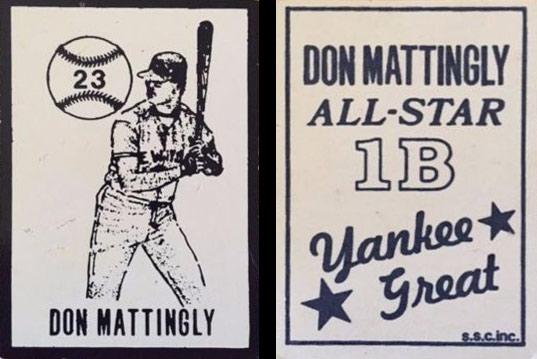 23
DON MATTINGLY
DON MATTINGLY
ALL-STAR
1B
Yankee
Great
s.s.c.inc.